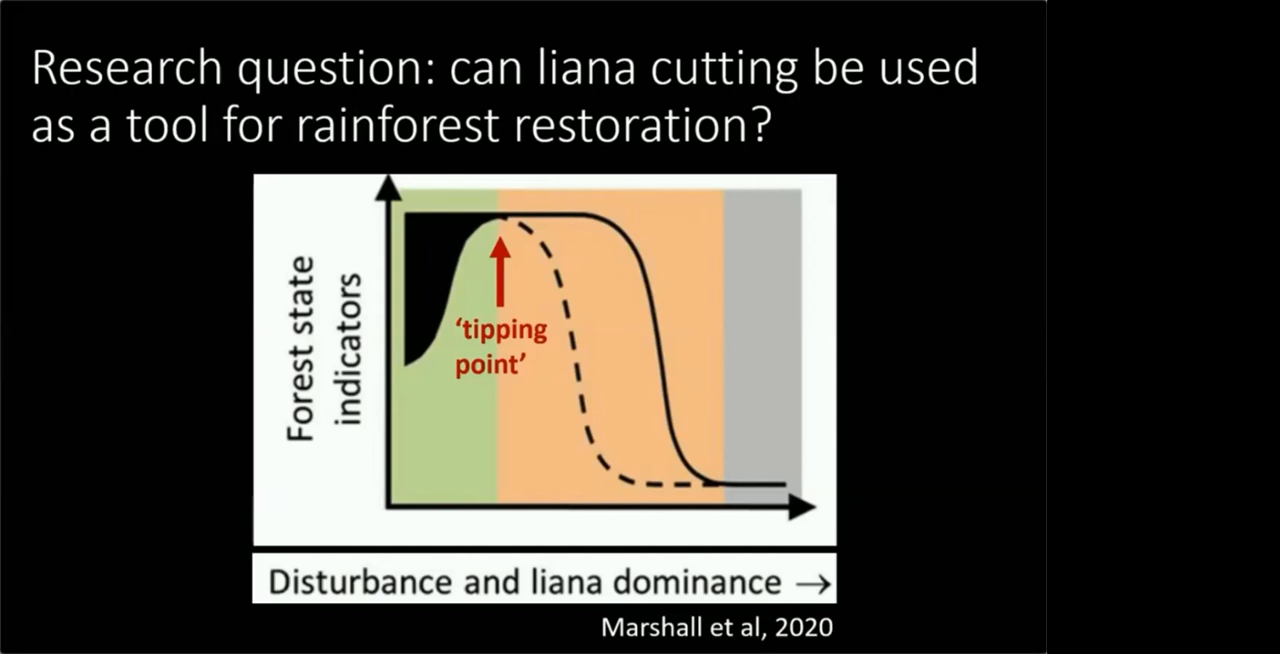 Research question: can liana cutting be used
as a tool for rainforest restoration?
Forest state
indicators
‘tipping
point’
Disturbance and liana dominance →
Marshall et al, 2020